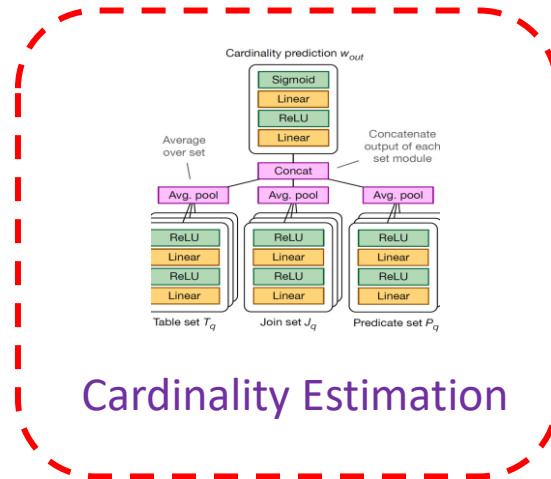 Cardinality prediction w_out
Sigmoid
Linear
ReLU
Linear
Average
over set
Concatenate
output of each
set module
Concat
Avg. pool Avg. pool Avg. pool
ReLU ReLU ReLU
Linear Linear Linear
ReLU ReLU ReLU
Linear Linear Linear
Table set T_q Join set J_q Predicate set P_q
Cardinality Estimation